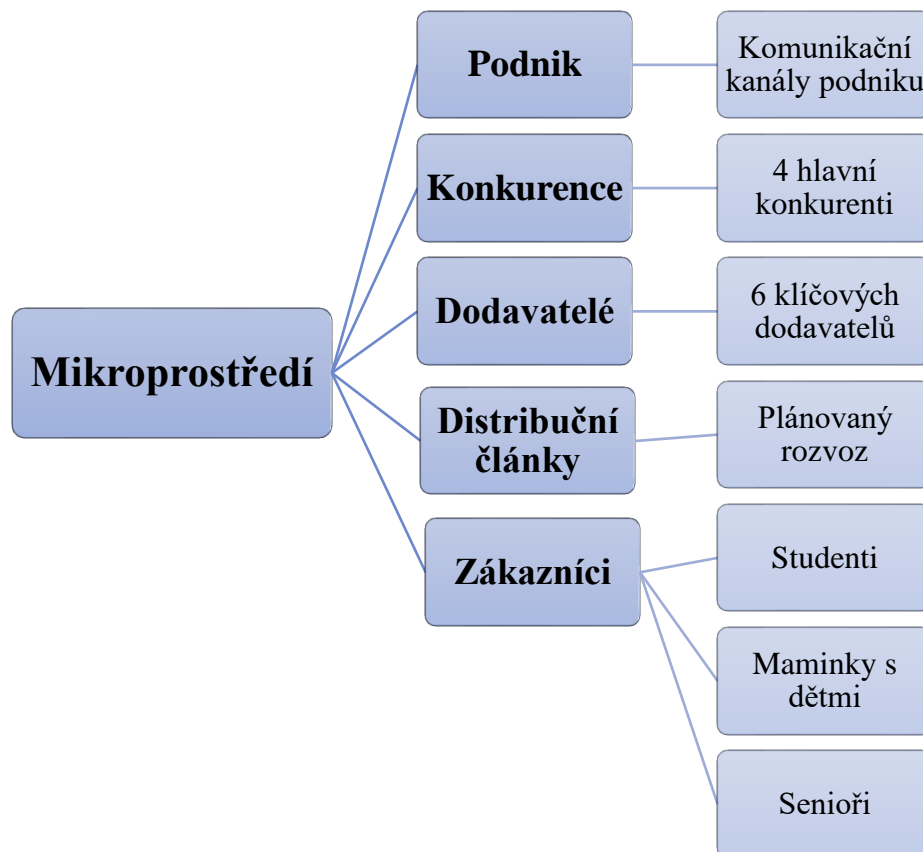 Mikroprostředí
Podnik
Komunikační
kanály podniku
Konkurence
4 hlavní
konkurenti
Dodavatelé
6 klíčových
dodavatelů
Distribuční
články
Plánovaný
rozvoz
Zákazníci
Studenti
Maminky s
dětmi
Senioři